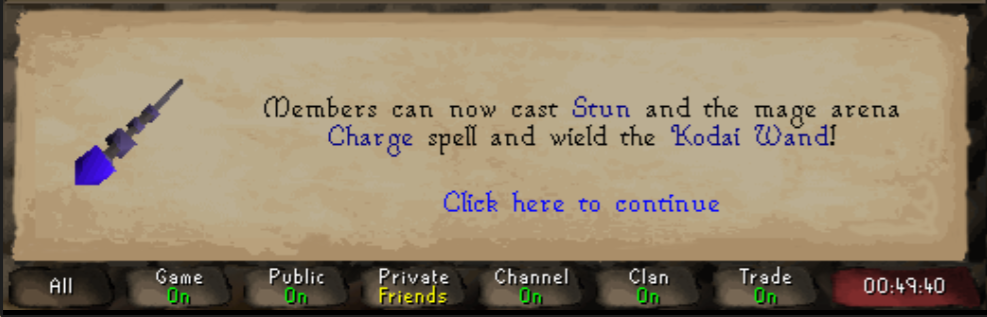 Members can now cast Stun and the mage arena
Charge spell and wield the Kodai Wand!
Click here to continue
All
Game
On
Public
On
Private
Friends
Channel
On
Clan
On
Trade
On
00:49:40